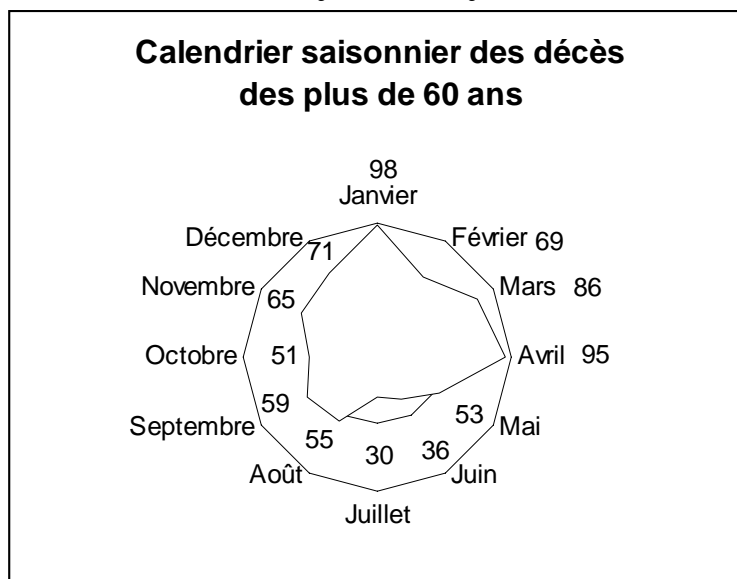 Calendrier saisonnier des décès
des plus de 60 ans
98
Janvier
Février 69
Mars 86
Avril 95
53
Mai
36
Juin
30
Juillet
55
Août
59
Septembre
51
Octobre
65
Novembre
71
Décembre